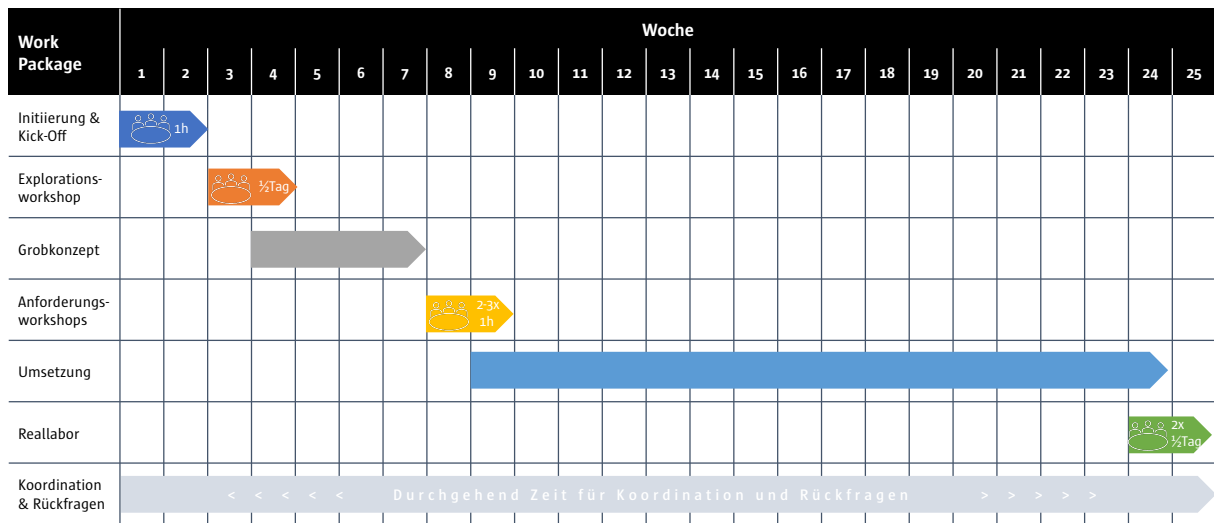 Work
Package
Woche
1 2 3 4 5 6 7 8 9 10 11 12 13 14 15 16 17 18 19 20 21 22 23 24 25
Initiierung &
Kick-Off
1h
Explorations-
workshop
½Tag
Grobkonzept
Anforderungs-
workshops
2-3x
1h
Umsetzung
Reallabor
2x
½Tag
Koordination
& Rückfragen
< < < < < Durchgehend Zeit für Koordination und Rückfragen > > > > >